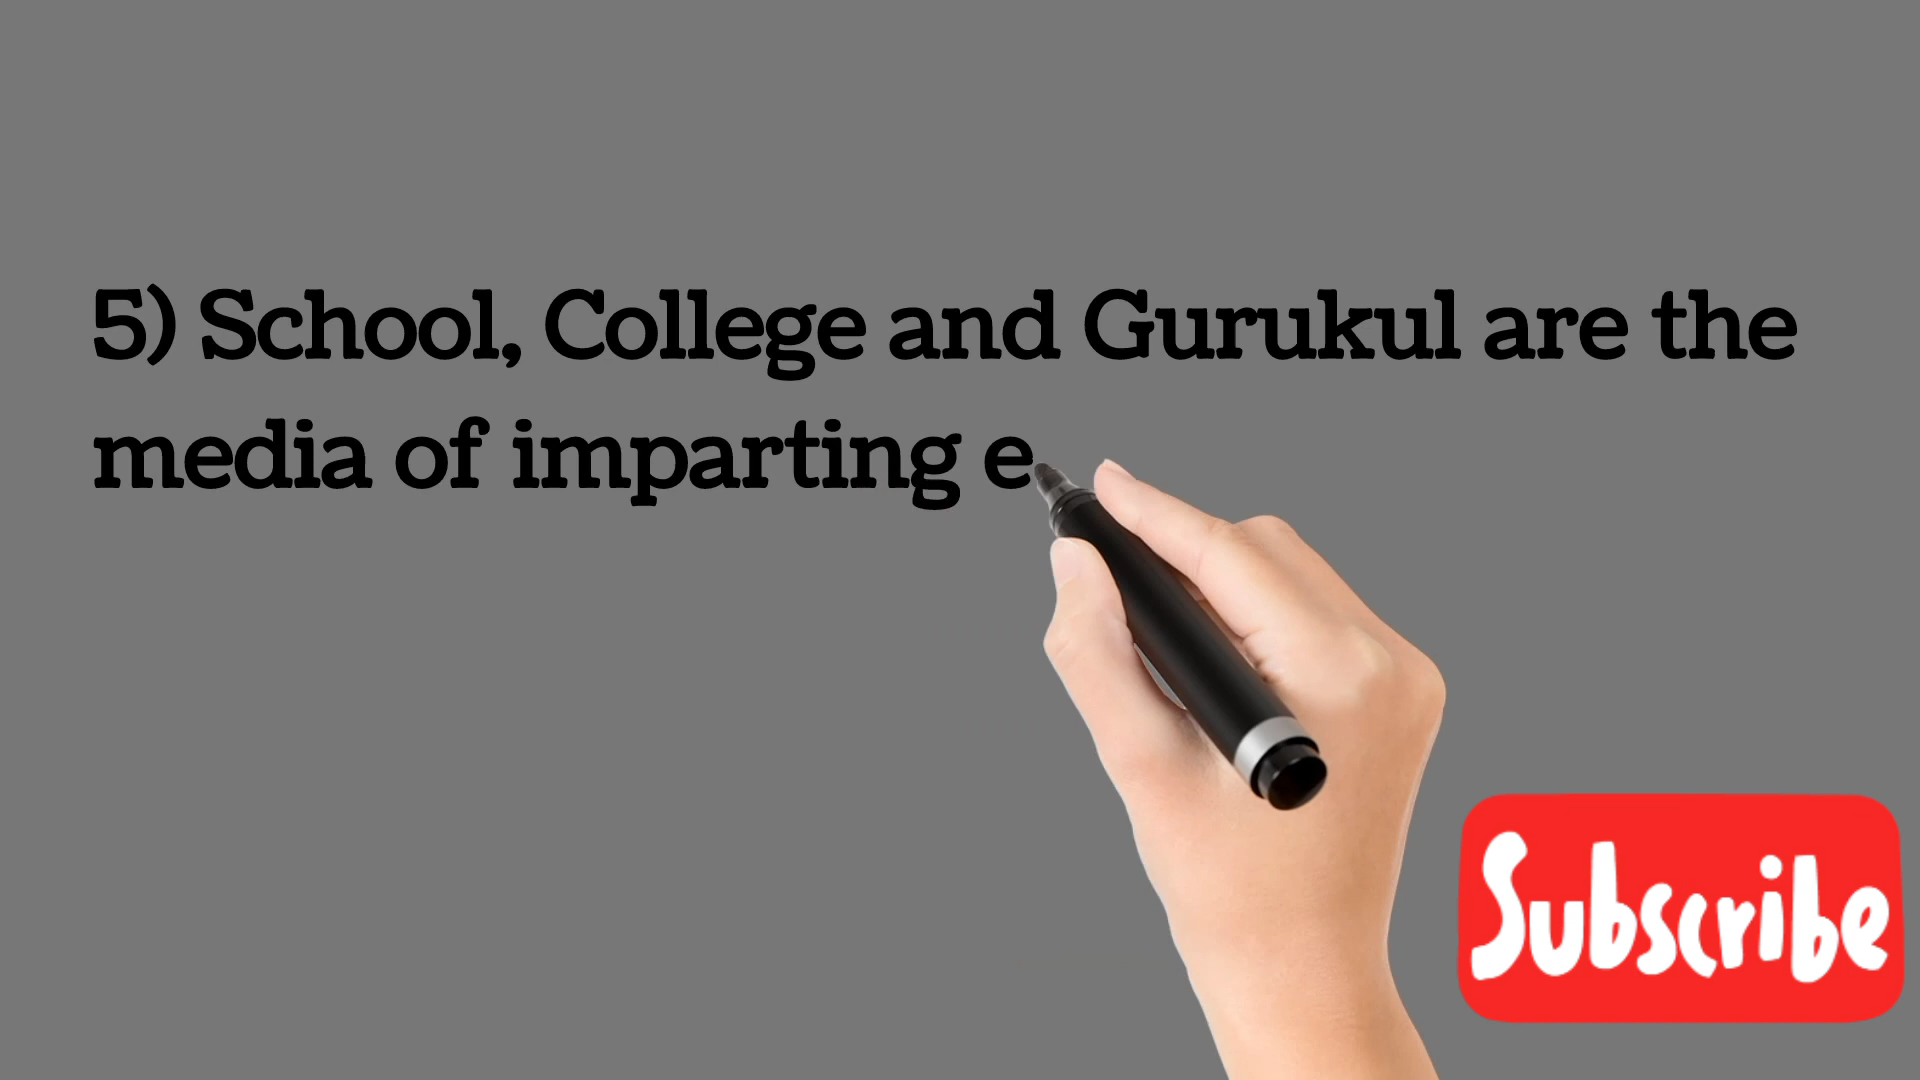 5) School, College and Gurukul are the
media of imparting e
Subscribe